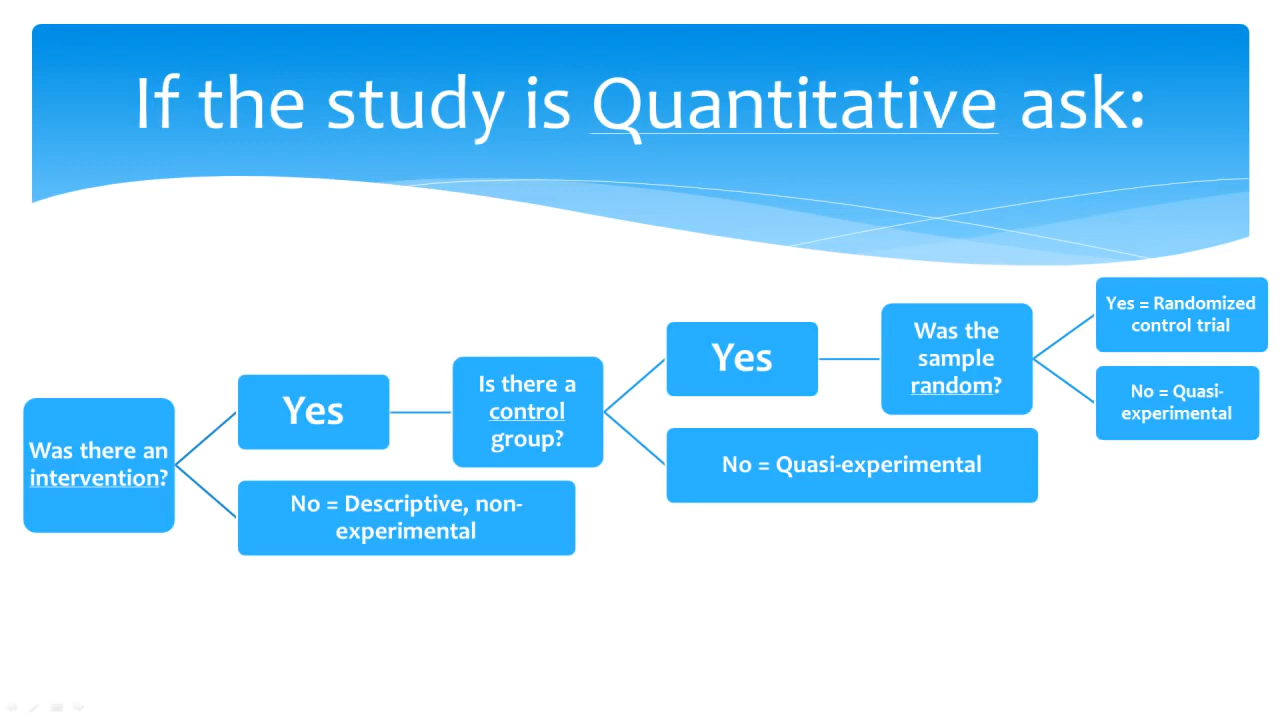 If the study is Quantitative ask:
Was there an
intervention?
Yes
No = Descriptive, non-
experimental
Is there a
control
group?
Yes
No = Quasi-experimental
Was the
sample
random?
Yes = Randomized
control trial
No = Quasi-
experimental